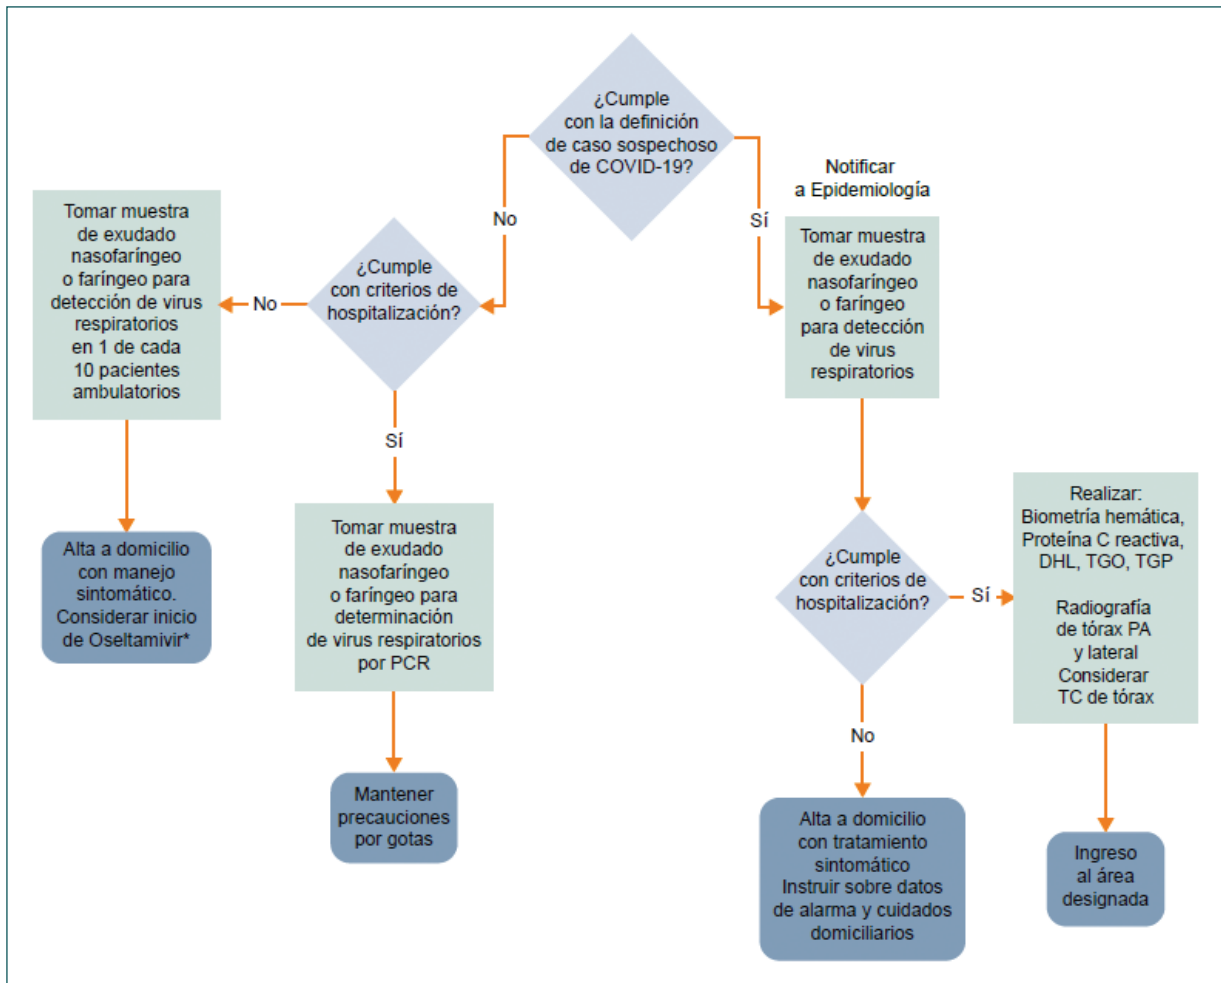 ¿Cumple
con la definición
de caso sospechoso
de COVID-19?
No
Sí
Notificar
a Epidemiología
Tomar muestra
de exudado
nasofaríngeo
o faríngeo para
detección de virus
respiratorios
en 1 de cada
10 pacientes
ambulatorios
No
¿Cumple
con criterios de
hospitalización?
Tomar muestra
de exudado
nasofaríngeo
o faríngeo
para detección
de virus
respiratorios
Sí
Alta a domicilio
con manejo
sintomático.
Considerar inicio
de Oseltamivir*
Tomar muestra
de exudado
nasofaríngeo
o faríngeo para
determinación
de virus respiratorios
por PCR
¿Cumple
con criterios de
hospitalización?
Sí
Realizar:
Biometría hemática,
Proteína C reactiva,
DHL, TGO, TGP
Radiografía
de tórax PA
y lateral
Considerar
TC de tórax
No
Mantener
precauciones
por gotas
Alta a domicilio
con tratamiento
sintomático
Instruir sobre datos
de alarma y cuidados
domiciliarios
Ingreso
al área
designada